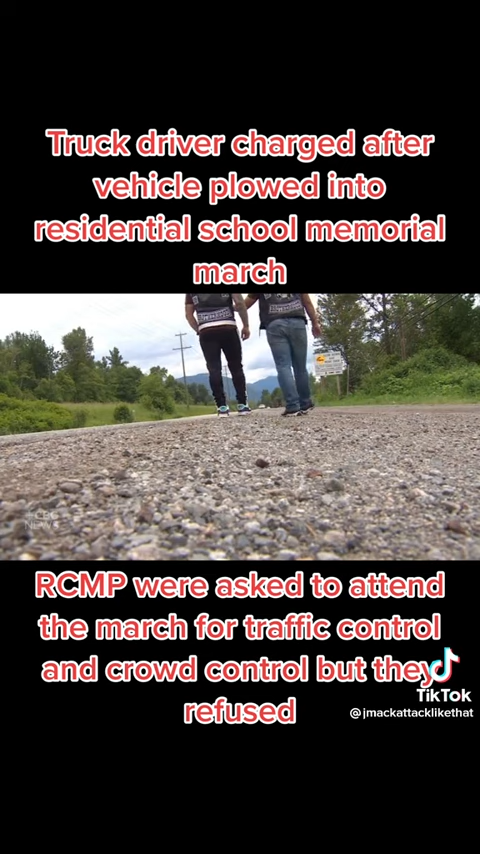 Truck driver charged after
vehicle plowed into
residential school memorial
march
CBC
NEWS
RCMP were asked to attend
the march for traffic control
and crowd control but they
refused
TikTok
@jmackattacklikethat